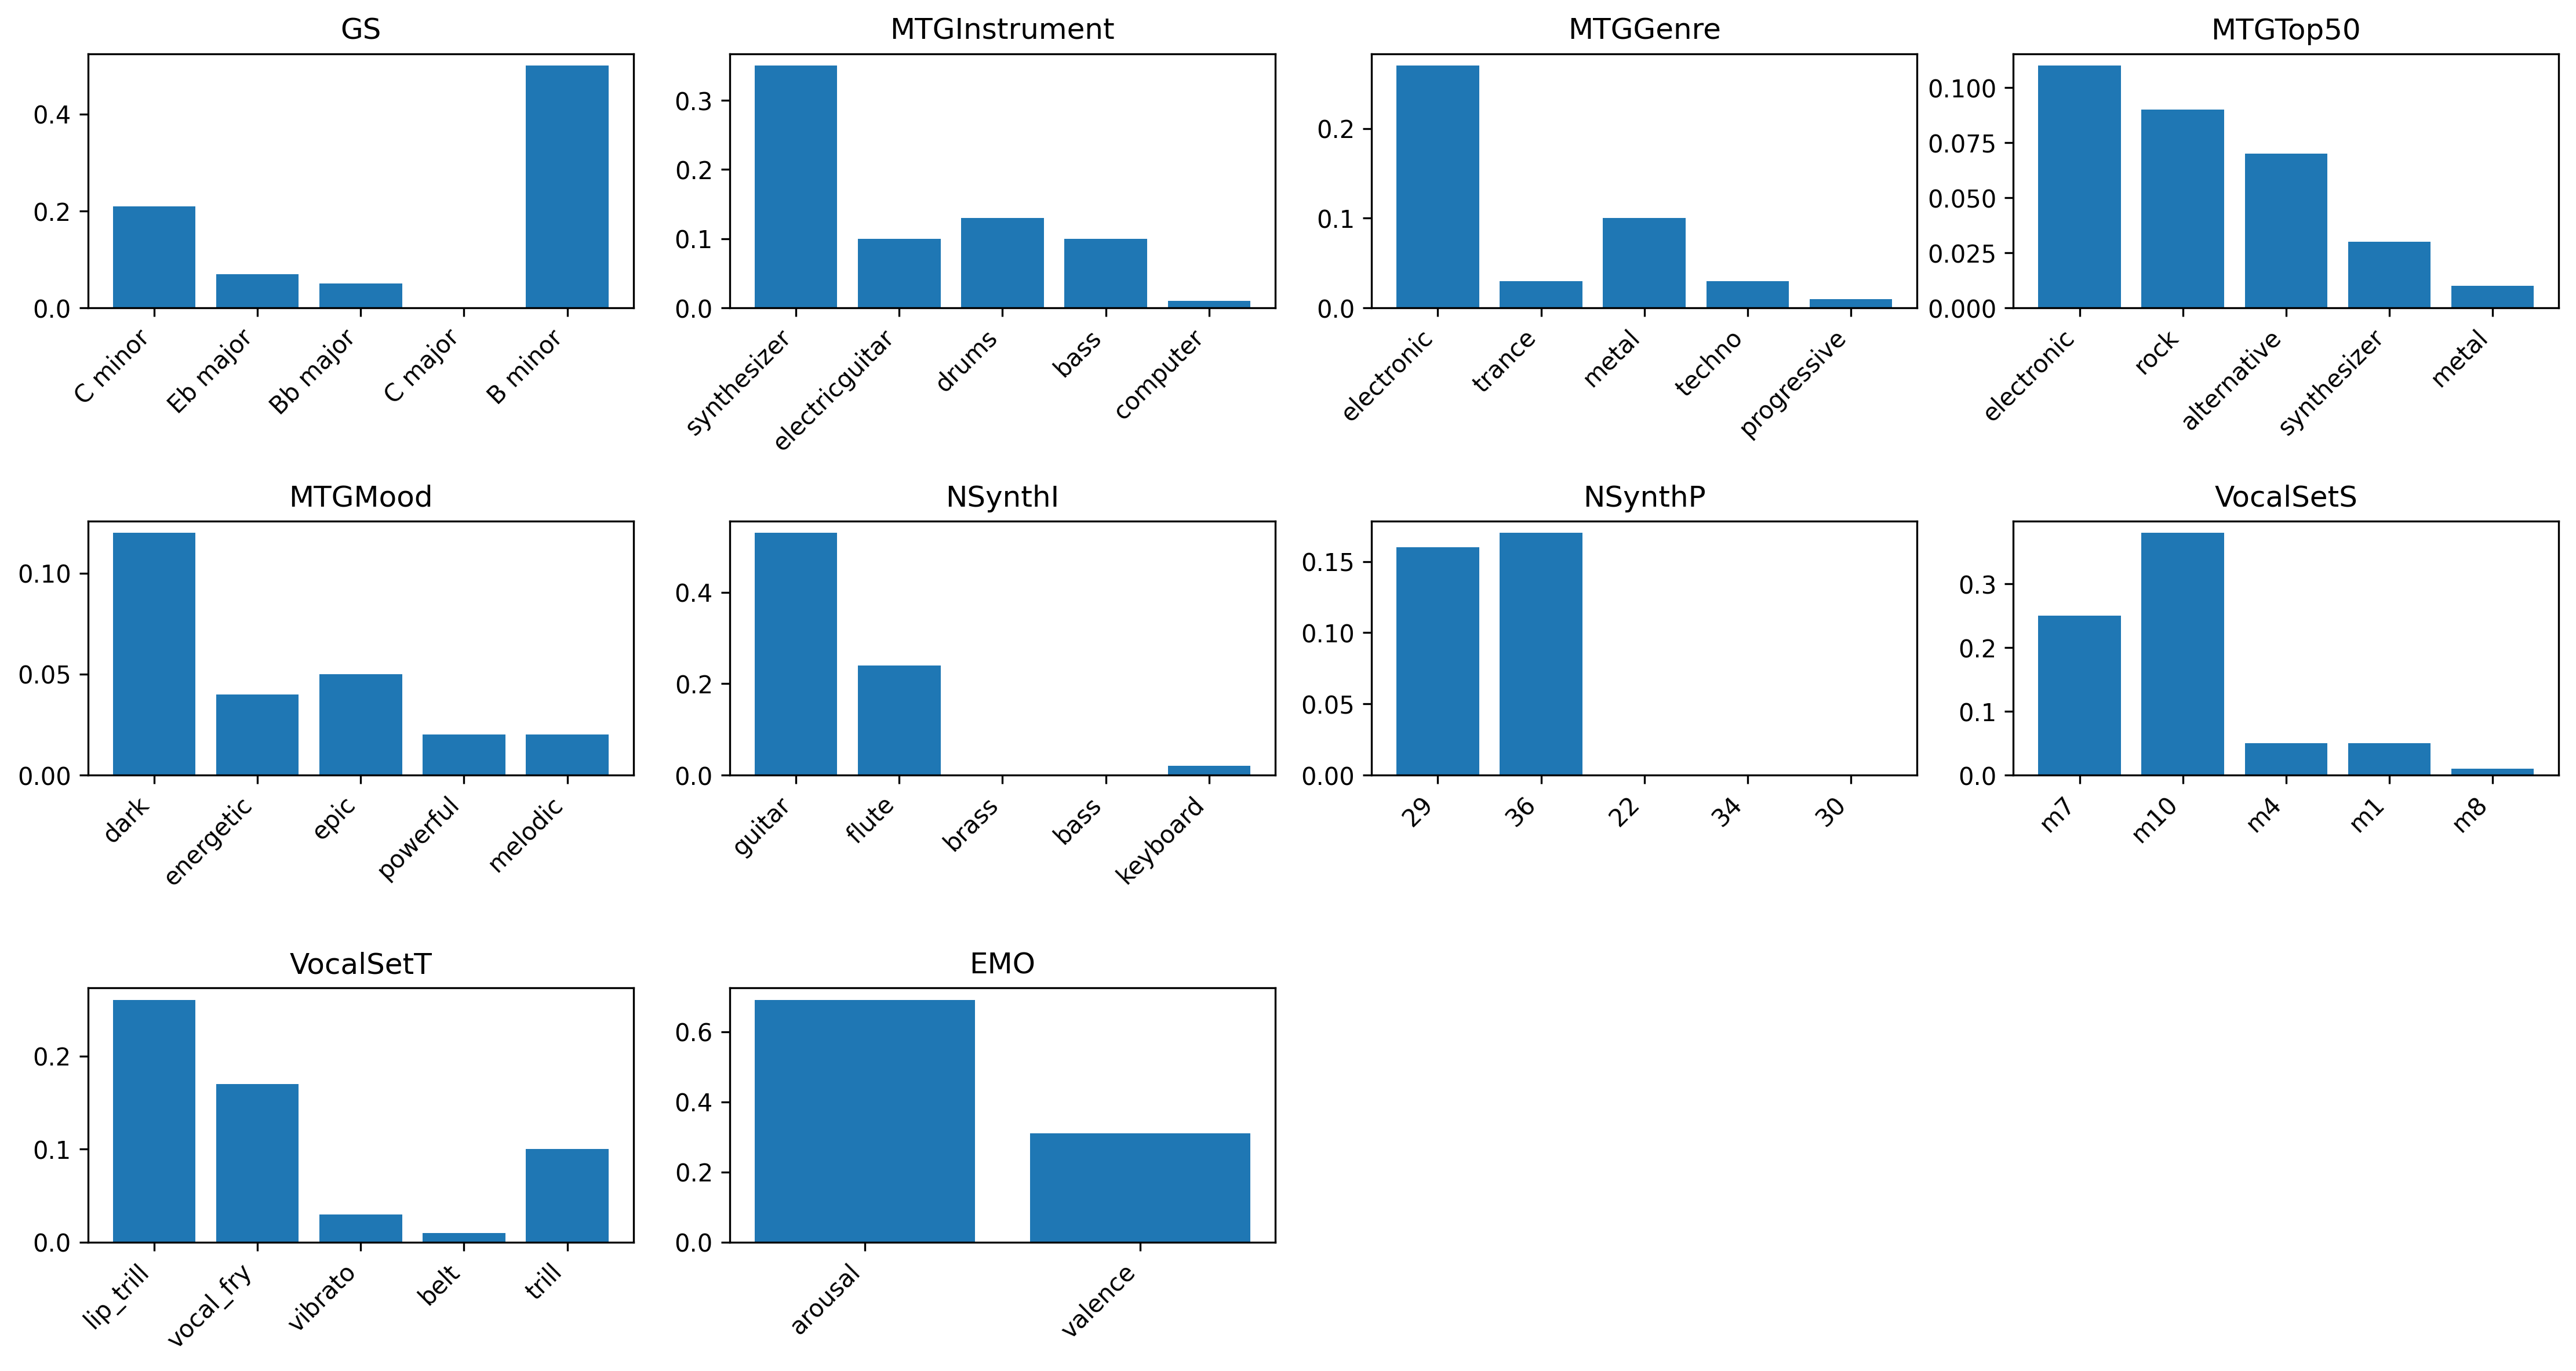 GS
0.4
0.2
0.0
C minor
Eb major
Bb major
C major
B minor
MTGInstrument
0.3
0.2
0.1
0.0
synthesizer
electricguitar
drums
bass
computer
MTGGenre
0.2
0.1
0.0
electronic
trance
metal
techno
progressive
MTGTop50
0.100
0.075
0.050
0.025
0.000
electronic
rock
alternative
synthesizer
metal
MTGMood
0.10
0.05
0.00
dark
energetic
epic
powerful
melodic
NSynthI
0.4
0.2
0.0
guitar
flute
brass
bass
keyboard
NSynthP
0.15
0.10
0.05
0.00
29
36
22
34
30
VocalSetS
0.3
0.2
0.1
0.0
m7
m10
m4
m1
m8
VocalSetT
0.2
0.1
0.0
lip_trill
vocal_fry
vibrato
belt
trill
EMO
0.6
0.4
0.2
0.0
arousal
valence